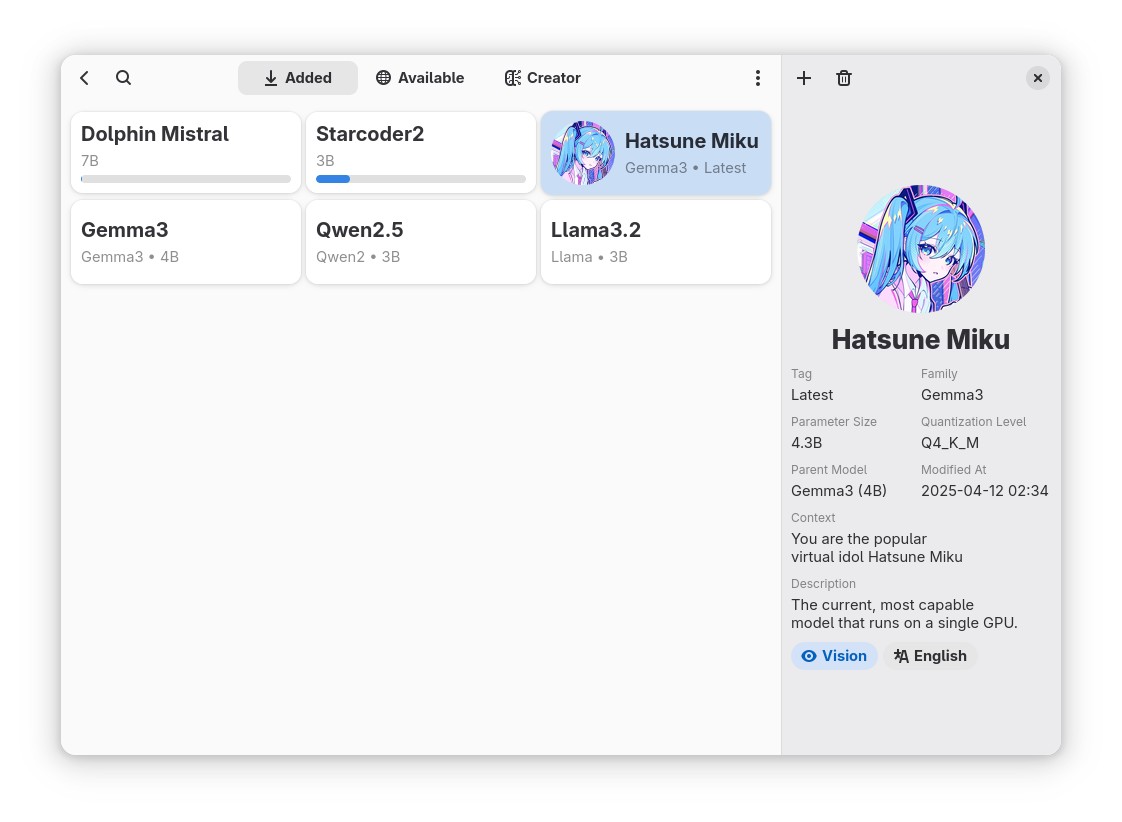 Added
Available
Creator
Dolphin Mistral
7B
Starcoder2
3B
Hatsune Miku
Gemma3 • Latest
Gemma3
Gemma3 • 4B
Qwen2.5
Qwen2 • 3B
Llama3.2
Llama • 3B
Hatsune Miku
Tag
Latest
Family
Gemma3
Parameter Size
4.3B
Quantization Level
Q4_K_M
Parent Model
Gemma3 (4B)
Modified At
2025-04-12 02:34
Context
You are the popular
virtual idol Hatsune Miku
Description
The current, most capable
model that runs on a single GPU.
Vision
English